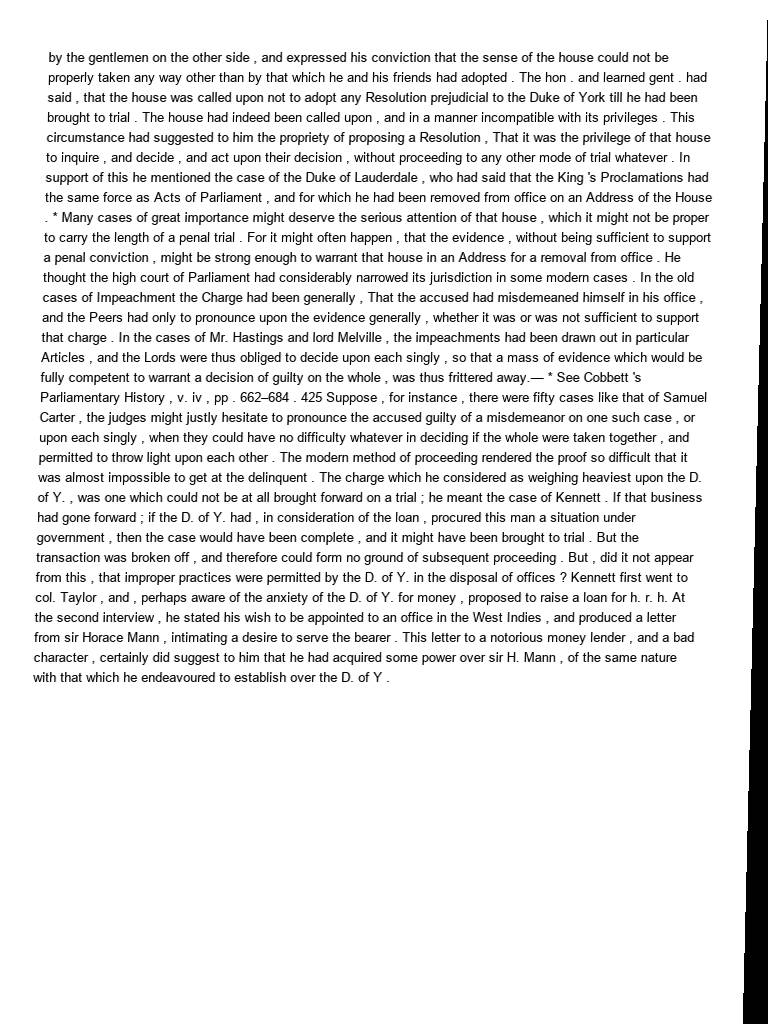 by the gentlemen on the other side , and expressed his conviction that the sense of the house could not be
properly taken any way other than by that which he and his friends had adopted . The hon . and learned gent . had
said , that the house was called upon not to adopt any Resolution prejudicial to the Duke of York till he had been
brought to trial . The house had indeed been called upon , and in a manner incompatible with its privileges . This
circumstance had suggested to him the propriety of proposing a Resolution , That it was the privilege of that house
to inquire , and decide , and act upon their decision , without proceeding to any other mode of trial whatever . In
support of this he mentioned the case of the Duke of Lauderdale , who had said that the King 's Proclamations had
the same force as Acts of Parliament , and for which he had been removed from office on an Address of the House
. * Many cases of great importance might deserve the serious attention of that house , which it might not be proper
to carry the length of a penal trial . For it might often happen , that the evidence , without being sufficient to support
a penal conviction , might be strong enough to warrant that house in an Address for a removal from office . He
thought the high court of Parliament had considerably narrowed its jurisdiction in some modern cases . In the old
cases of Impeachment the Charge had been generally , That the accused had misdemeaned himself in his office ,
and the Peers had only to pronounce upon the evidence generally , whether it was or was not sufficient to support
that charge . In the cases of Mr. Hastings and lord Melville , the impeachments had been drawn out in particular
Articles , and the Lords were thus obliged to decide upon each singly , so that a mass of evidence which would be
fully competent to warrant a decision of guilty on the whole , was thus frittered away.— * See Cobbett 's
Parliamentary History , v. iv , pp . 662–684 . 425 Suppose , for instance , there were fifty cases like that of Samuel
Carter , the judges might justly hesitate to pronounce the accused guilty of a misdemeanor on one such case , or
upon each singly , when they could have no difficulty whatever in deciding if the whole were taken together , and
permitted to throw light upon each other . The modern method of proceeding rendered the proof so difficult that it
was almost impossible to get at the delinquent . The charge which he considered as weighing heaviest upon the D.
of Y. , was one which could not be at all brought forward on a trial ; he meant the case of Kennett . If that business
had gone forward ; if the D. of Y. had , in consideration of the loan , procured this man a situation under
government , then the case would have been complete , and it might have been brought to trial . But the
transaction was broken off , and therefore could form no ground of subsequent proceeding . But , did it not appear
from this , that improper practices were permitted by the D. of Y. in the disposal of offices ? Kennett first went to
col. Taylor , and , perhaps aware of the anxiety of the D. of Y. for money , proposed to raise a loan for h. r. h. At
the second interview , he stated his wish to be appointed to an office in the West Indies , and produced a letter
from sir Horace Mann , intimating a desire to serve the bearer . This letter to a notorious money lender , and a bad
character , certainly did suggest to him that he had acquired some power over sir H. Mann , of the same nature
with that which he endeavoured to establish over the D. of Y .